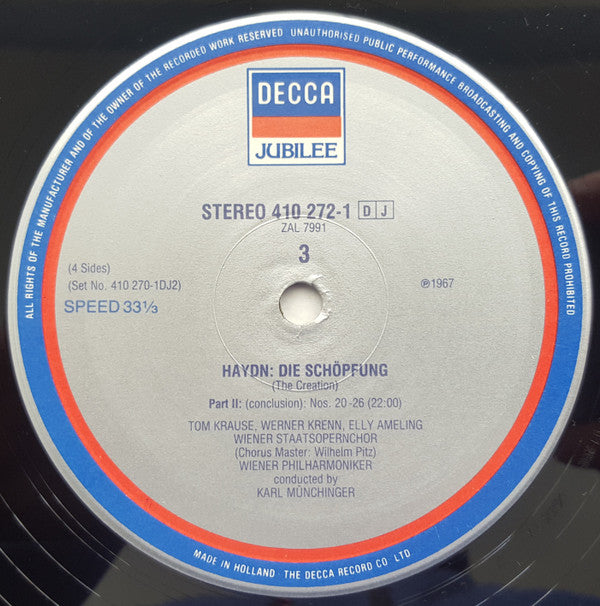 ALL RIGHTS OF THE MANUFACTURER AND OF THE OWNER OF THE RECORDED WORK RESERVED UNAUTHORISED PUBLIC PERFORMANCE BROADCASTING AND COPYING OF THIS RECORD PROHIBITED
DECCA
JUBILEE
STEREO 410 272-1 D J
ZAL 7991
3
(4 Sides)
(Set No. 410 270-1DJ2)
SPEED 33⅓
℗1967
HAYDN: DIE SCHÖPFUNG
(The Creation)
Part II: (conclusion): Nos. 20-26 (22:00)
TOM KRAUSE, WERNER KRENN, ELLY AMELING
WIENER STAATSOPERNCHOR
(Chorus Master: Wilhelm Pitz)
WIENER PHILHARMONIKER
conducted by
KARL MÜNCHINGER
MADE IN HOLLAND THE DECCA RECORD CO LTD